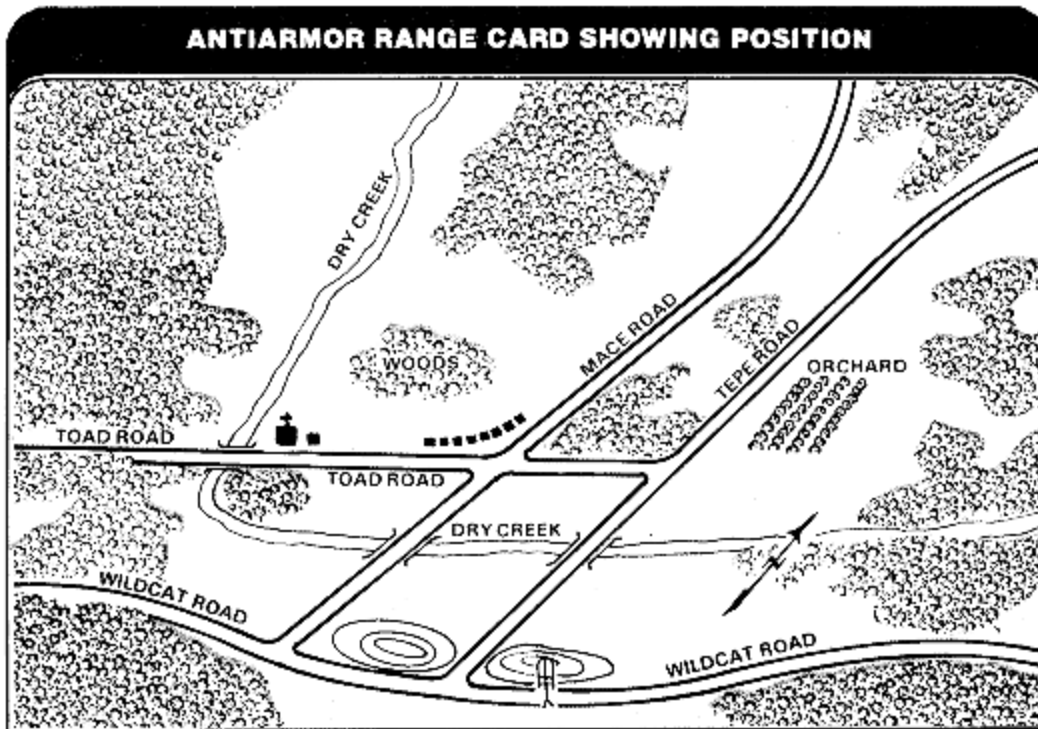 ANTIARMOR RANGE CARD SHOWING POSITION
DRY CREEK
MACE ROAD
WOODS
TEPE ROAD
ORCHARD
TOAD ROAD
TOAD ROAD
DRY CREEK
N
WILDCAT ROAD
WILDCAT ROAD